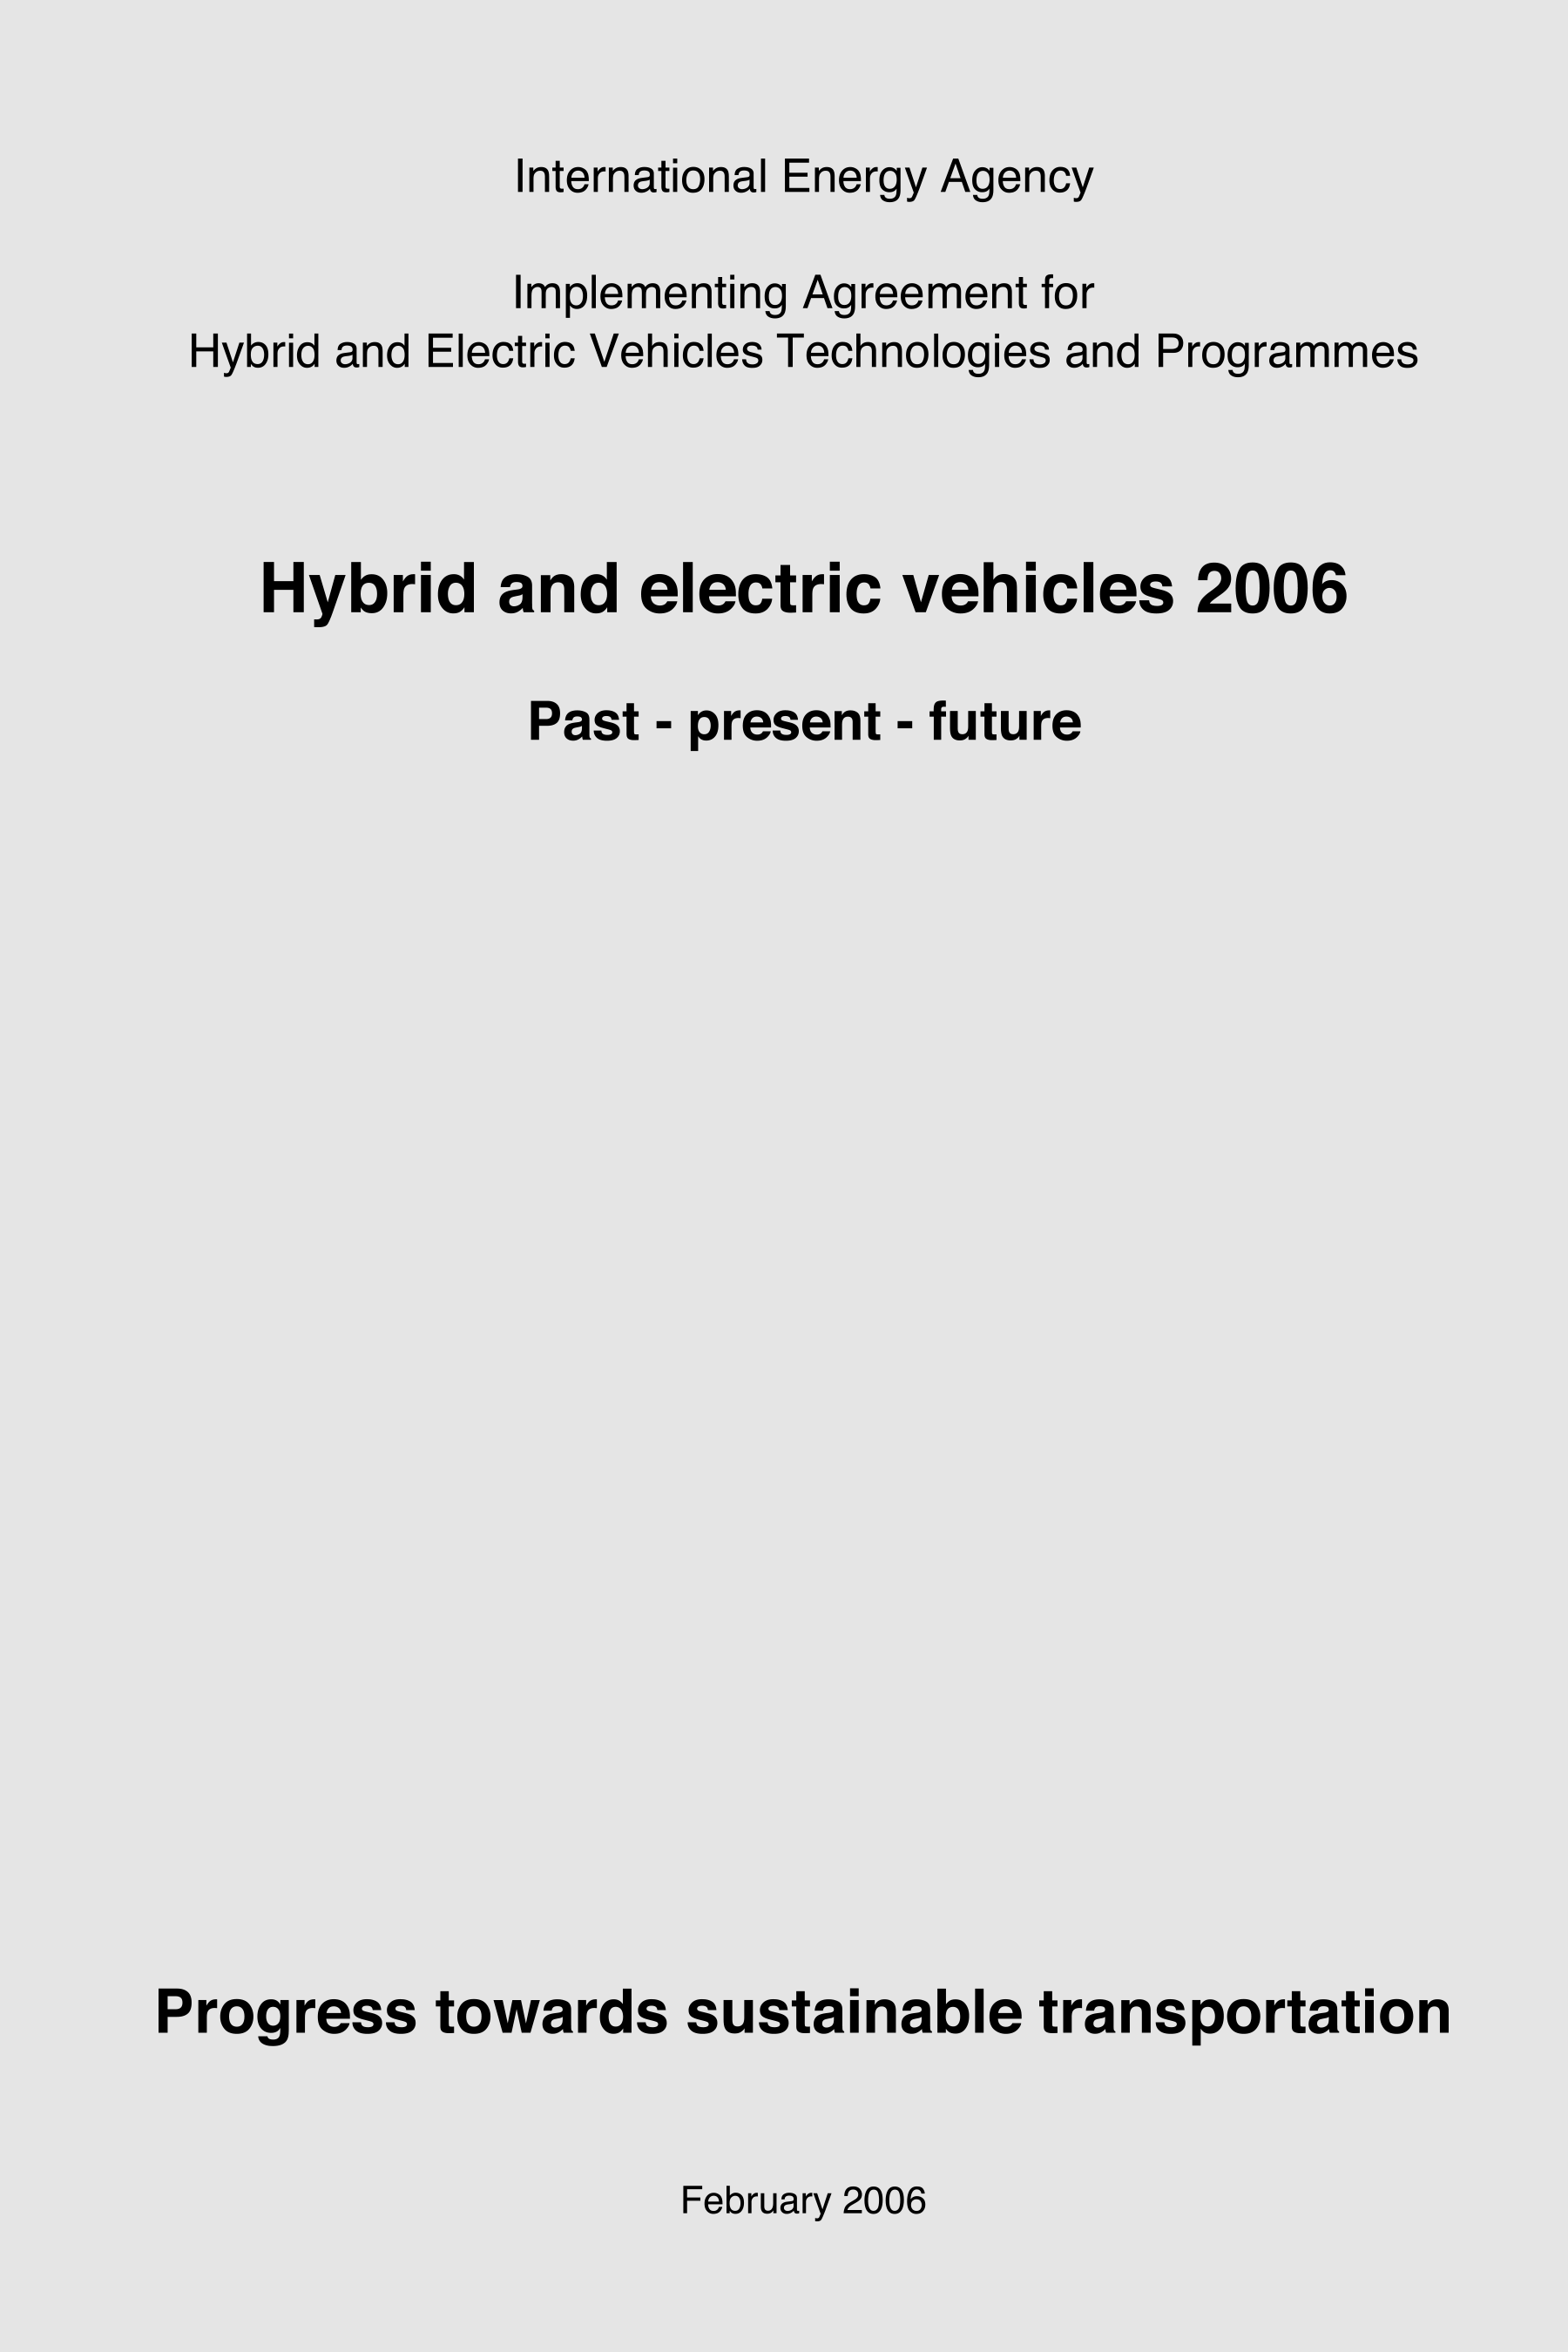 International Energy Agency
Implementing Agreement for
Hybrid and Electric Vehicles Technologies and Programmes
Hybrid and electric vehicles 2006
Past - present - future
Progress towards sustainable transportation
February 2006